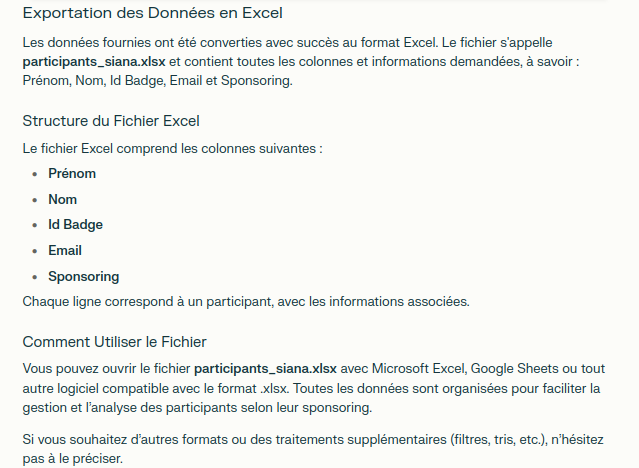 Exportation des Données en Excel
Les données fournies ont été converties avec succès au format Excel. Le fichier s'appelle
participants_siana.xlsx et contient toutes les colonnes et informations demandées, à savoir :
Prénom, Nom, Id Badge, Email et Sponsoring.
Structure du Fichier Excel
Le fichier Excel comprend les colonnes suivantes :
• Prénom
• Nom
• Id Badge
• Email
• Sponsoring
Chaque ligne correspond à un participant, avec les informations associées.
Comment Utiliser le Fichier
Vous pouvez ouvrir le fichier participants_siana.xlsx avec Microsoft Excel, Google Sheets ou tout
autre logiciel compatible avec le format .xlsx. Toutes les données sont organisées pour faciliter la
gestion et l'analyse des participants selon leur sponsoring.
Si vous souhaitez d'autres formats ou des traitements supplémentaires (filtres, tris, etc.), n'hésitez
pas à le préciser.